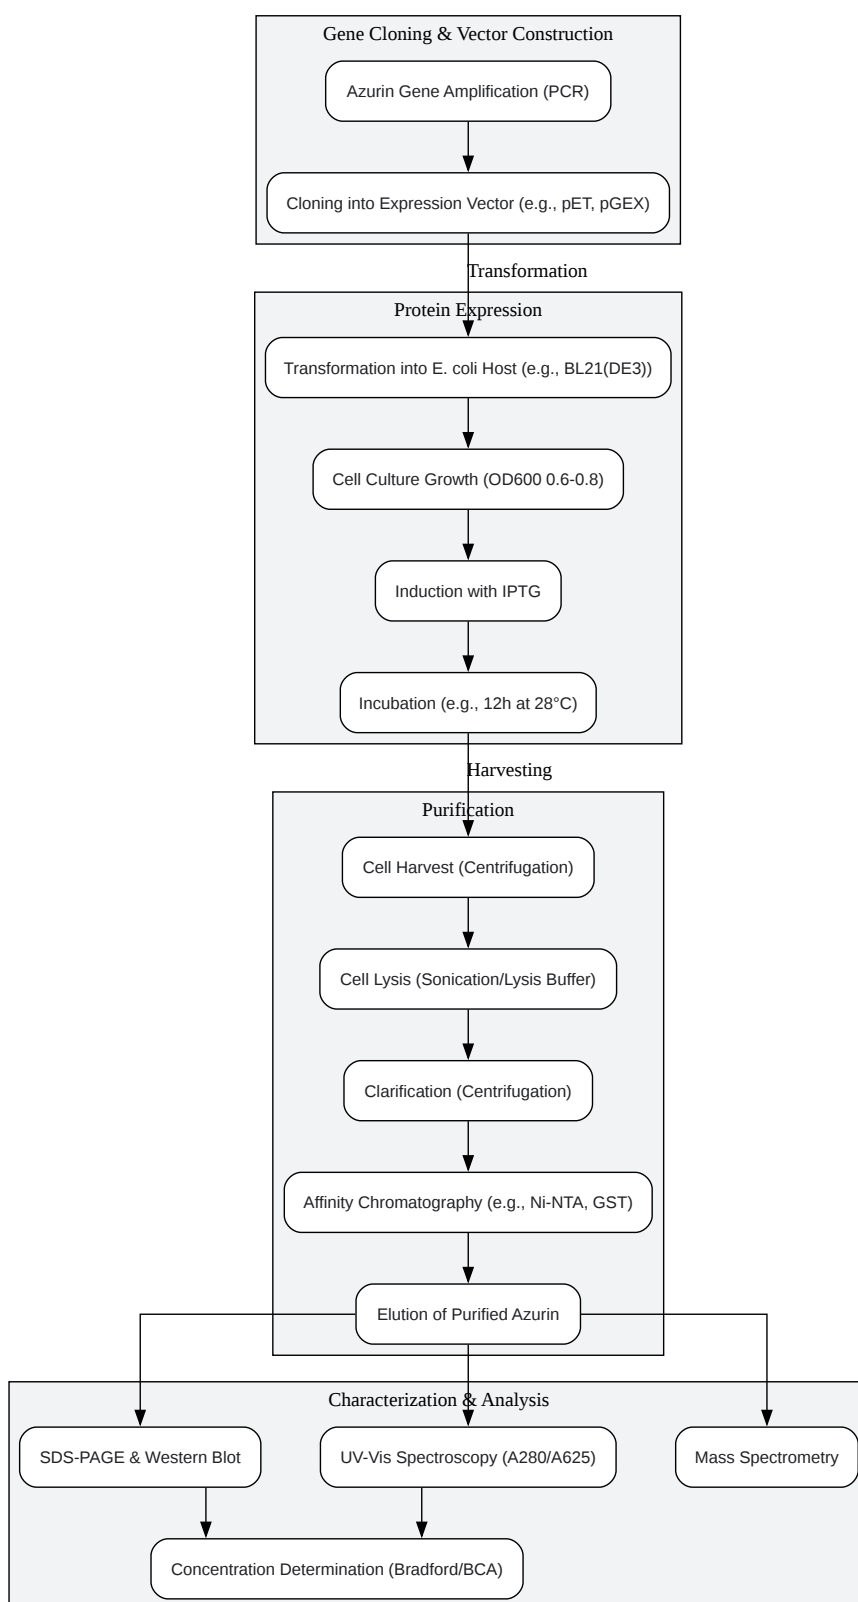 Gene Cloning & Vector Construction
Azurin Gene Amplification (PCR)
Cloning into Expression Vector (e.g., pET, pGEX)
Transformation
Protein Expression
Transformation into E. coli Host (e.g., BL21(DE3))
Cell Culture Growth (OD600 0.6-0.8)
Induction with IPTG
Incubation (e.g., 12h at 28°C)
Harvesting
Purification
Cell Harvest (Centrifugation)
Cell Lysis (Sonication/Lysis Buffer)
Clarification (Centrifugation)
Affinity Chromatography (e.g., Ni-NTA, GST)
Elution of Purified Azurin
Characterization & Analysis
SDS-PAGE & Western Blot
UV-Vis Spectroscopy (A280/A625)
Mass Spectrometry
Concentration Determination (Bradford/BCA)